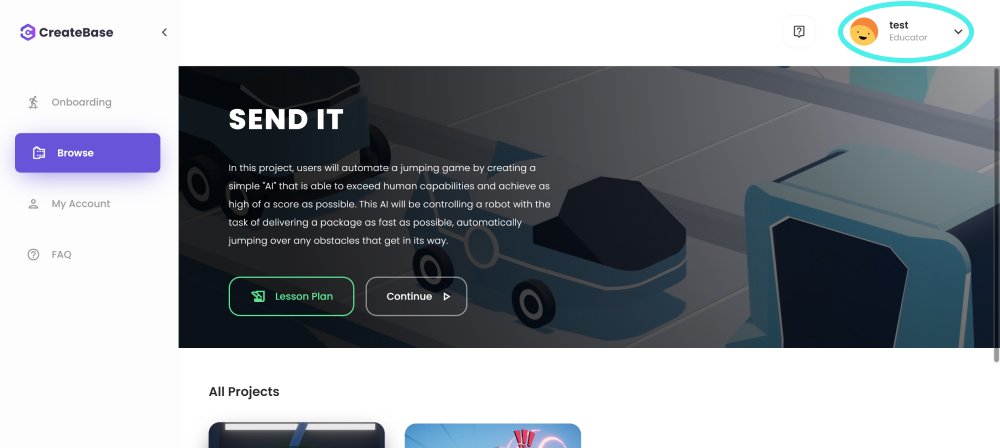 CreateBase
test
Educator
Onboarding
Browse
My Account
FAQ
SEND IT
In this project, users will automate a jumping game by creating a
simple "AI" that is able to exceed human capabilities and achieve as
high of a score as possible. This AI will be controlling a robot with the
task of delivering a package as fast as possible, automatically
jumping over any obstacles that get in its way.
Lesson Plan
Continue
All Projects